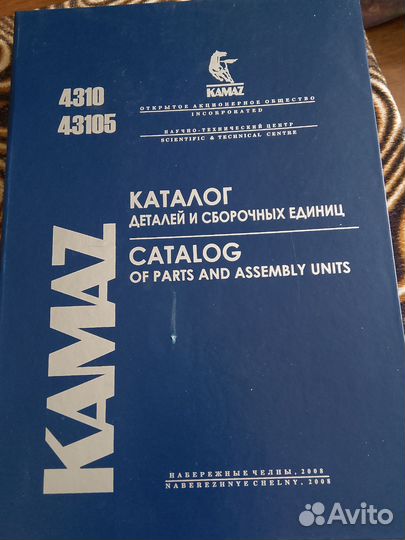 4310
43105
KAMAZ
ОТКРЫТОЕ АКЦИОНЕРНОЕ ОБЩЕСТВО
INCORPORATED
НАУЧНО-ТЕХНИЧЕСКИЙ ЦЕНТР
SCIENTIFIC & TECHNICAL CENTRE
КАТАЛОГ
ДЕТАЛЕЙ И СБОРОЧНЫХ ЕДИНИЦ
CATALOG
OF PARTS AND ASSEMBLY UNITS
KAMAZ
НАБЕРЕЖНЫЕ ЧЕЛНЫ, 2008
NABEREZHNYE CHELNY, 2008
Avito